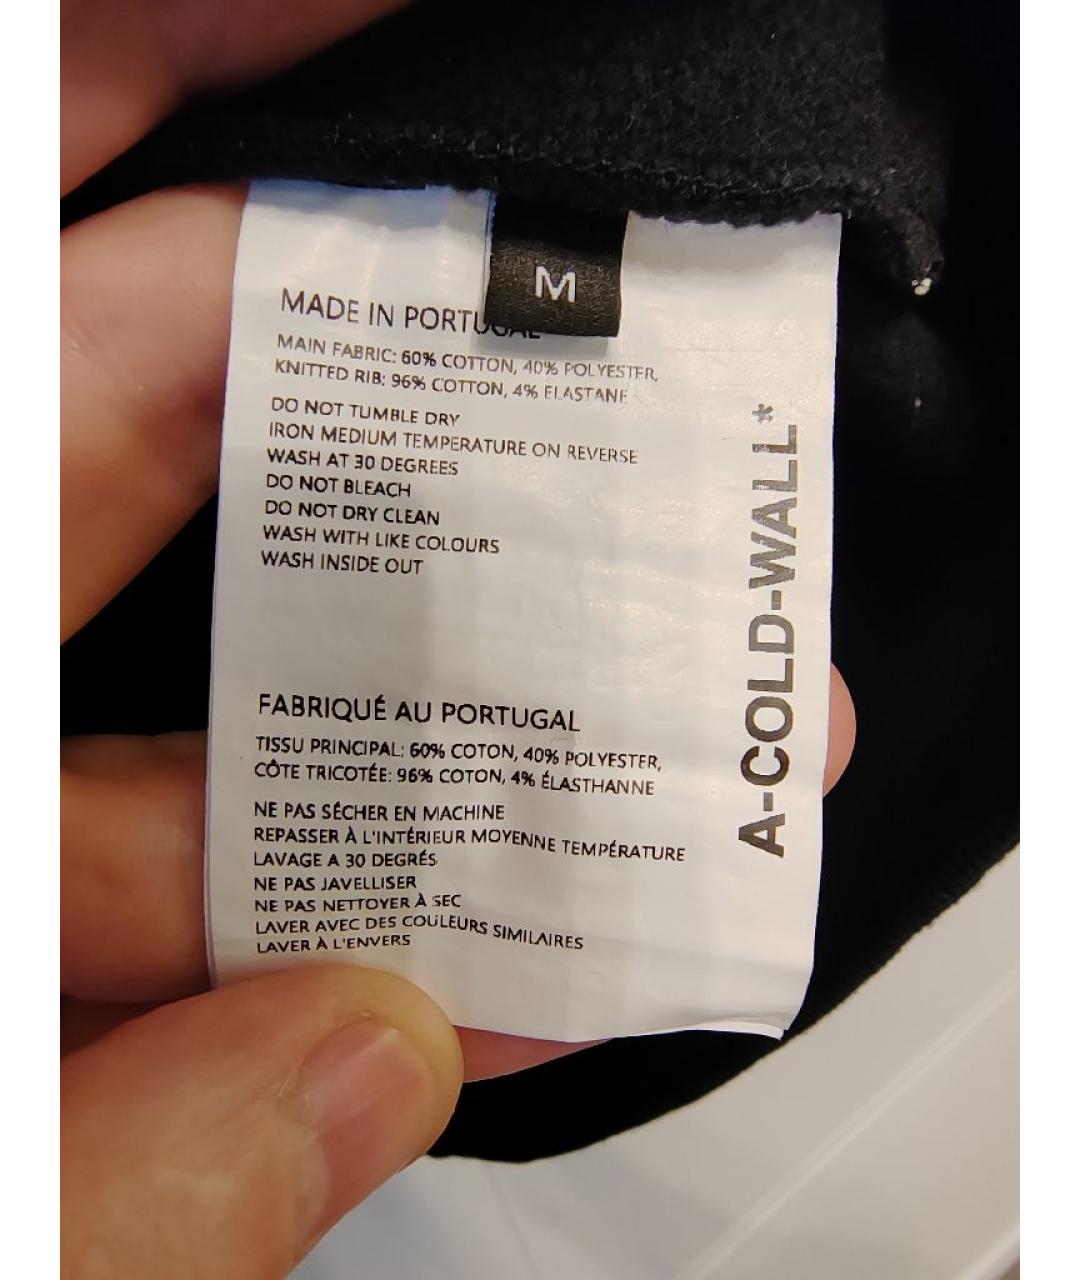 M
MADE IN PORTUGAL
MAIN FABRIC: 60% COTTON, 40% POLYESTER,
KNITTED RIB: 96% COTTON, 4% ELASTANE
DO NOT TUMBLE DRY
IRON MEDIUM TEMPERATURE ON REVERSE
WASH AT 30 DEGREES
DO NOT BLEACH
DO NOT DRY CLEAN
WASH WITH LIKE COLOURS
WASH INSIDE OUT
FABRIQUÉ AU PORTUGAL
TISSU PRINCIPAL: 60% COTON, 40% POLYESTER,
CÔTE TRICOTÉE: 96% COTON, 4% ÉLASTHANNE
NE PAS SÉCHER EN MACHINE
REPASSER À L'INTÉRIEUR MOYENNE TEMPÉRATURE
LAVAGE A 30 DEGRÉS
NE PAS JAVELLISER
NE PAS NETTOYER À SEC
LAVER AVEC DES COULEURS SIMILAIRES
LAVER À L'ENVERS
A-COLD-WALL*